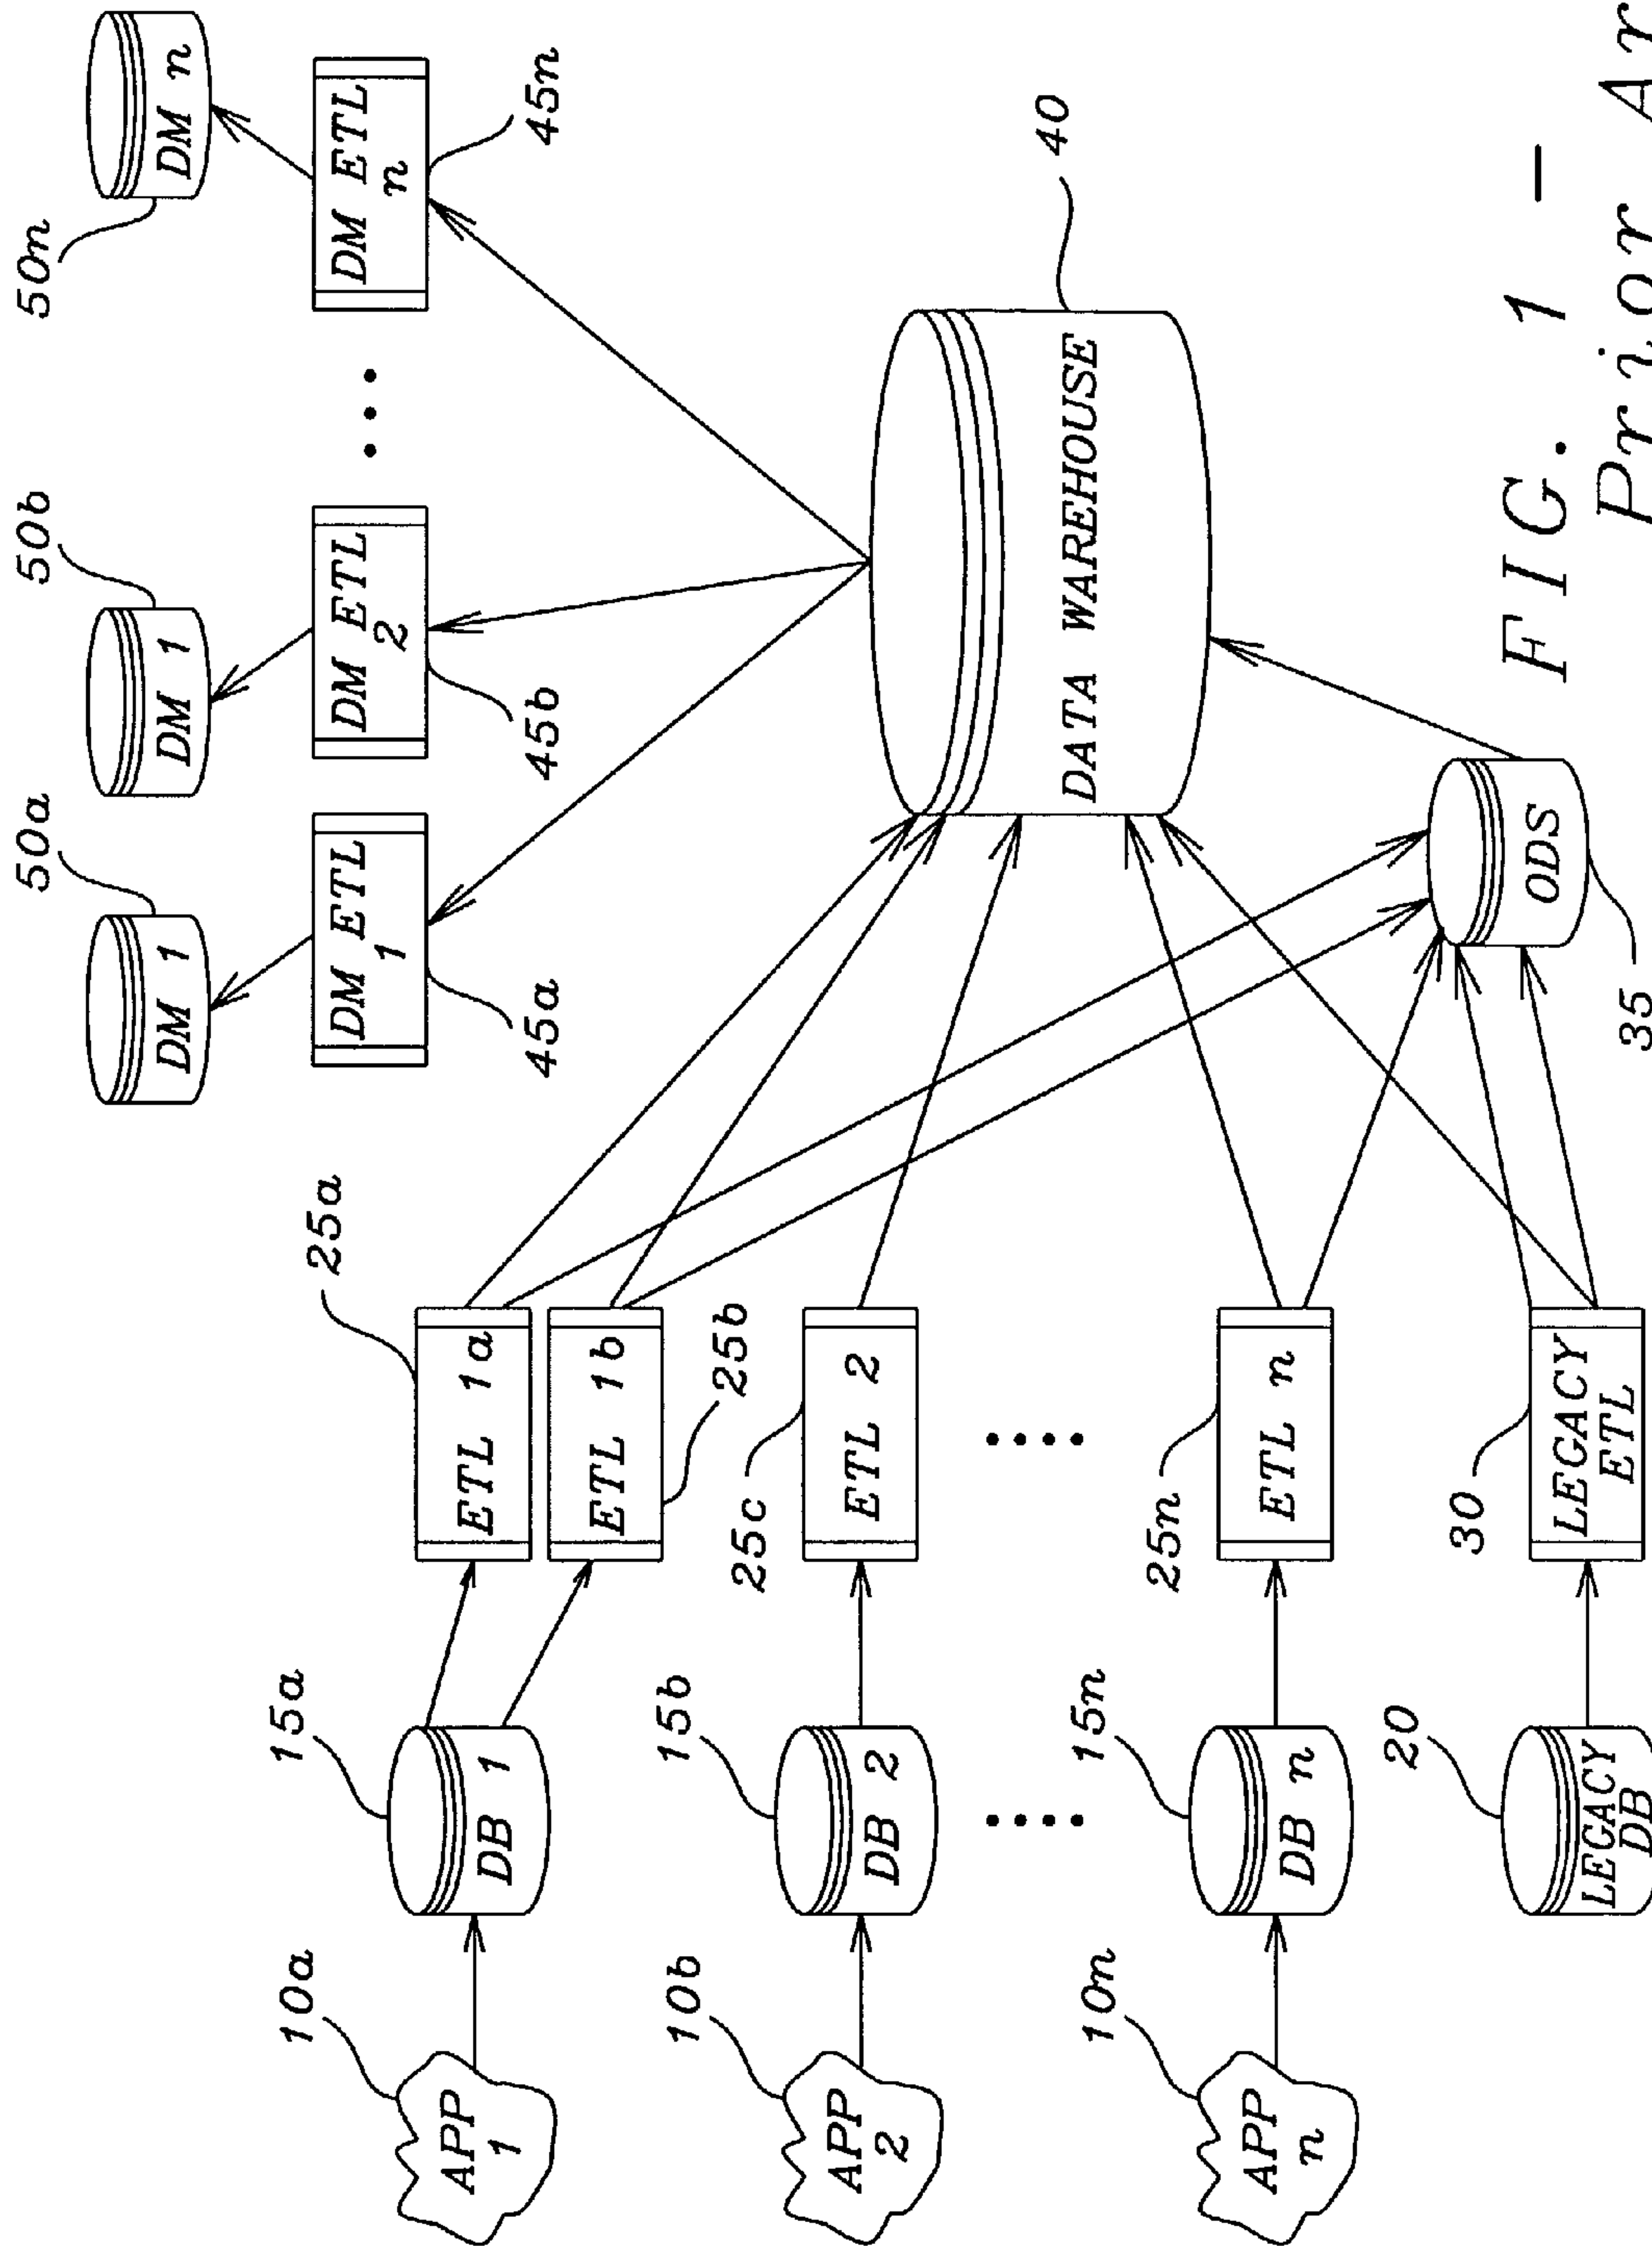 50a
50b
50n
DM 1
DM 1
DM n
10a
15a
25a
DM ETL
1
DM ETL
2
DM ETL
n
APP
1
DB 1
ETL 1a
45a
45b
45n
ETL 1b
25b
10b
15b
25c
APP
2
DB 2
ETL 2
40
DATA WAREHOUSE
....
....
...
10n
15n
25n
APP
n
DB n
ETL n
20
30
ODS
LEGACY
DB
LEGACY
ETL
35
FIG. 1 –
Prior Ar